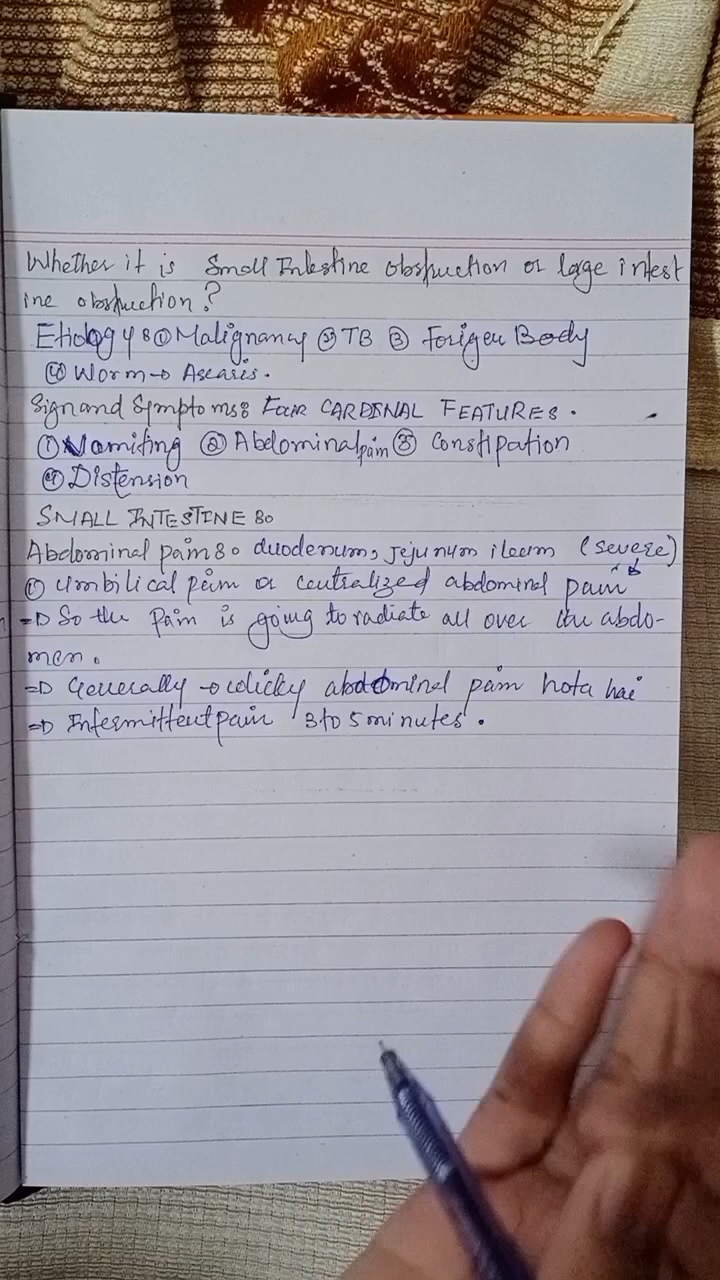 Whether it is Small Intestine obstruction or large intest
ine obstruction?
Etiology: ① Malignancy ② TB ③ Forigeu Body
④ Worm → Ascaris.
Sign and Symptoms: FOUR CARDINAL FEATURES.
① Vomiting ② Abdominal pain ③ Constipation
④ Distension
SMALL INTESTINE :o
Abdominal pain :o duodenum, jejunum ileum (severe)
① umbilical pain or centralized abdominal pain
⇒ So the pain is going to radiate all over the abdo-
men.
⇒ Generally → colicky abdominal pain hota hai
⇒ Intermittent pain 3 to 5 minutes.